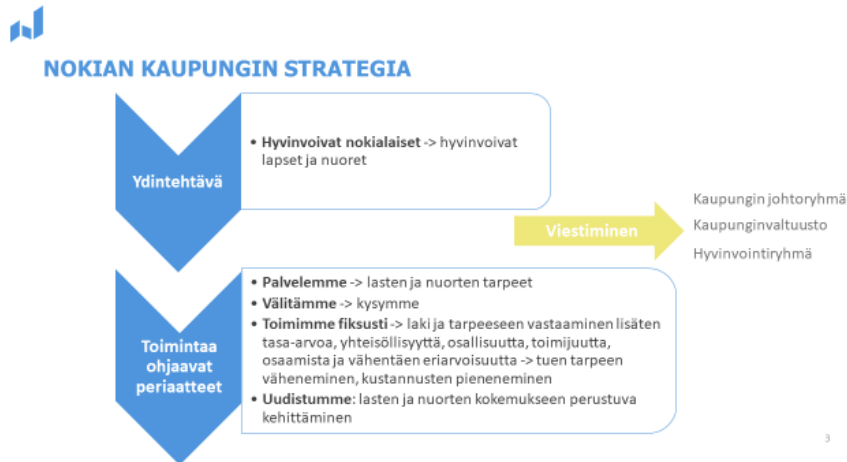 NOKIAN KAUPUNGIN STRATEGIA
Ydintehtävä
• Hyvinvoivat nokialaiset -> hyvinvoivat
lapset ja nuoret
Viestiminen
Kaupungin johtoryhmä
Kaupunginvaltuusto
Hyvinvointiryhmä
Toimintaa
ohjaavat
periaatteet
• Palvelemme -> lasten ja nuorten tarpeet
• Välitämme -> kysymme
• Toimimme fiksusti -> laki ja tarpeeseen vastaaminen lisäten
tasa-arvoa, yhteisöllisyyttä, osallisuutta, toimijuutta,
osaamista ja vähentäen eriarvoisuutta -> tuen tarpeen
väheneminen, kustannusten pieneneminen
• Uudistumme: lasten ja nuorten kokemukseen perustuva
kehittäminen
3